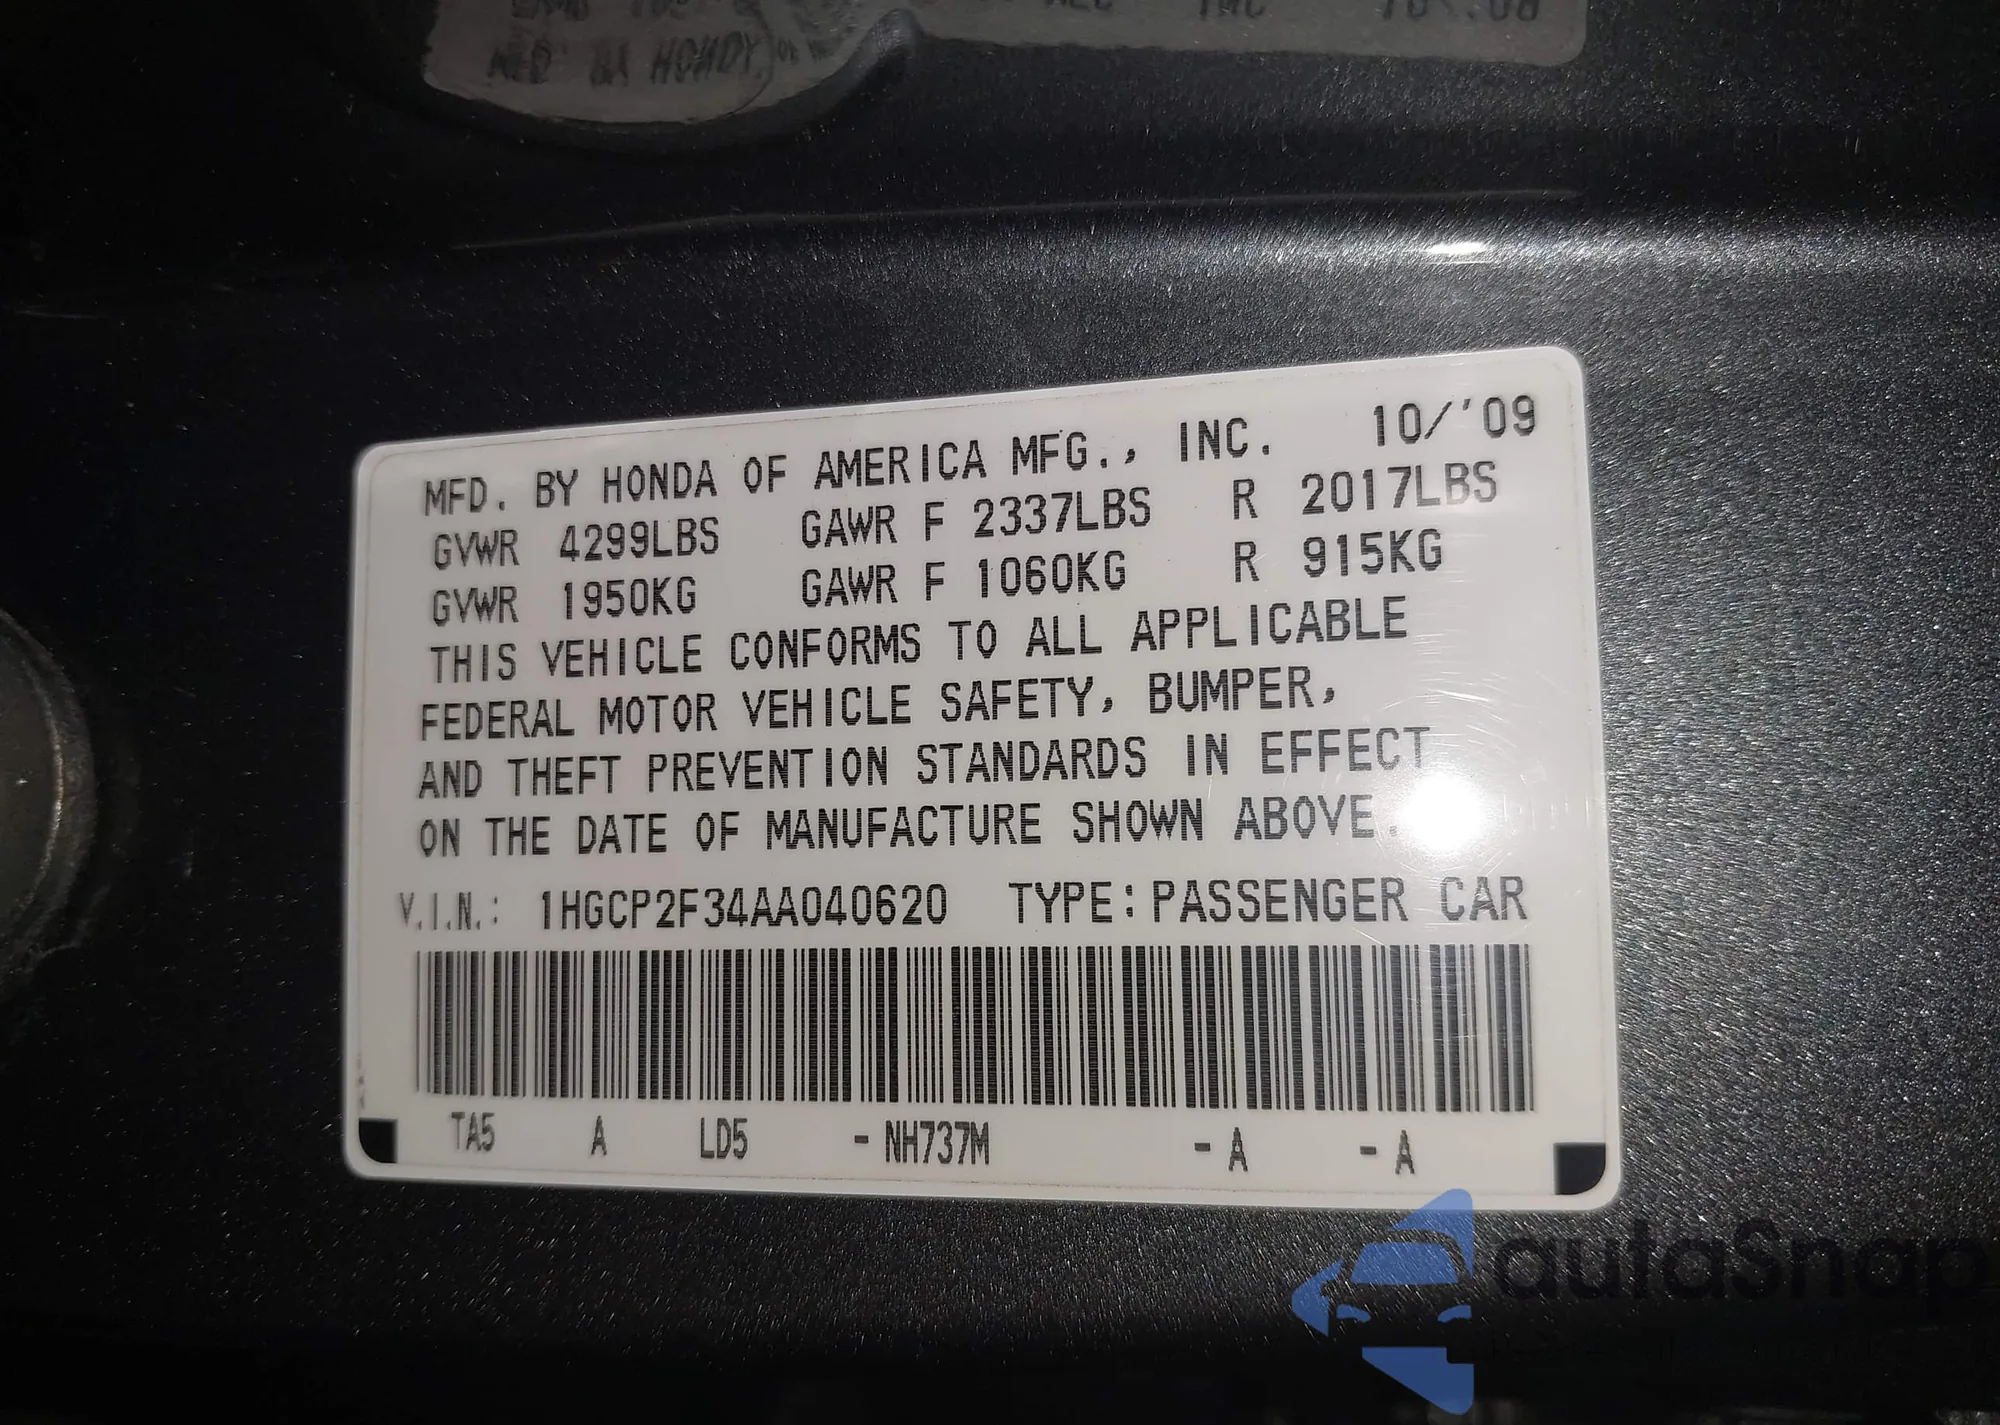 MFD. BY HONDA OF AMERICA MFG., INC. 10/'09
GVWR 4299LBS GAWR F 2337LBS R 2017LBS
GVWR 1950KG GAWR F 1060KG R 915KG
THIS VEHICLE CONFORMS TO ALL APPLICABLE
FEDERAL MOTOR VEHICLE SAFETY, BUMPER,
AND THEFT PREVENTION STANDARDS IN EFFECT
ON THE DATE OF MANUFACTURE SHOWN ABOVE.
V.I.N.: 1HGCP2F34AA040620 TYPE: PASSENGER CAR
TA5 A LD5 - NH737M - A - A